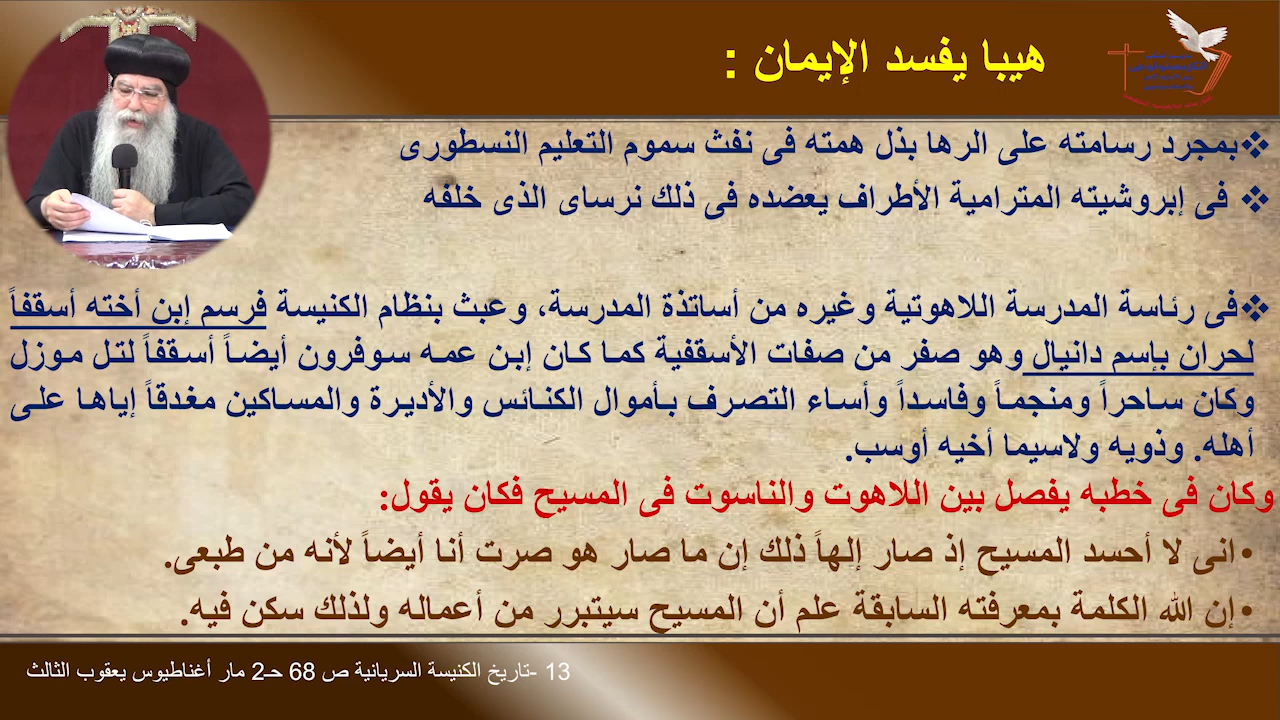 هيبا يفسد الإيمان :
❖بمجرد رسامته على الرها بذل همته فى نفث سموم التعليم النسطورى
❖ فى إبروشيته المترامية الأطراف يعضده فى ذلك نرساى الذى خلفه
❖فى رئاسة المدرسة اللاهوتية وغيره من أساتذة المدرسة، وعبث بنظام الكنيسة فرسم إبن أخته أسقفاً
لحران بإسم دانيال وهو صفر من صفات الأسقفية كما كان إبن عمه سوفرون أيضاً أسقفاً لتل موزل
وكان ساحراً ومنجماً وفاسداً وأساء التصرف بأموال الكنائس والأديرة والمساكين مغدقاً إياها على
أهله. وذويه ولاسيما أخيه أوسب.
وكان فى خطبه يفصل بين اللاهوت والناسوت فى المسيح فكان يقول:
•انى لا أحسد المسيح إذ صار إلهاً ذلك إن ما صار هو صرت أنا أيضاً لأنه من طبعى.
•إن الله الكلمة بمعرفته السابقة علم أن المسيح سيتبرر من أعماله ولذلك سكن فيه.
13 -تاريخ الكنيسة السريانية ص 68 حـ2 مار أغناطيوس يعقوب الثالث